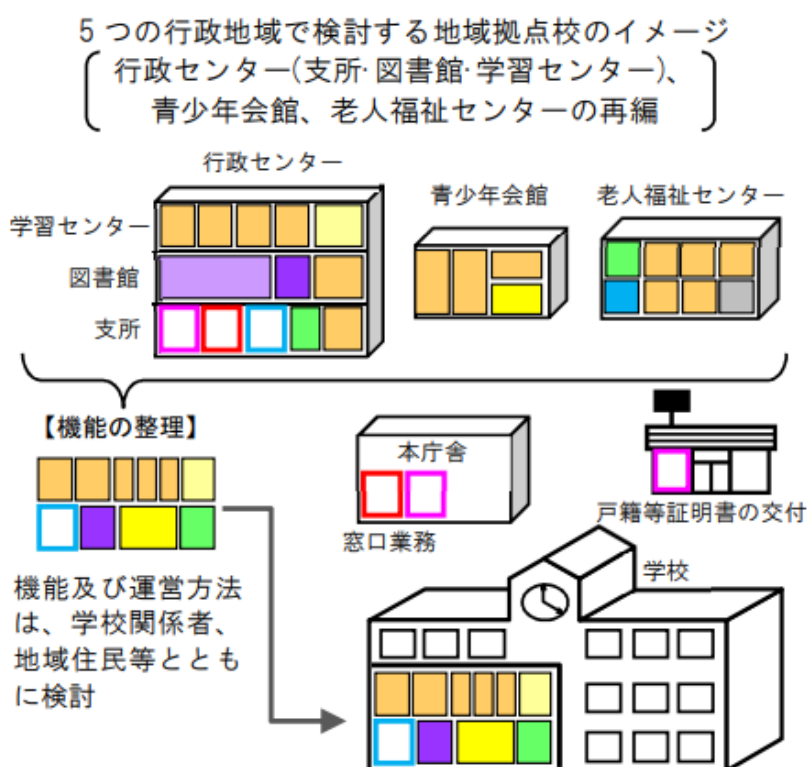 5つの行政地域で検討する地域拠点校のイメージ
行政センター(支所･図書館･学習センター)、
青少年会館、老人福祉センターの再編
行政センター
青少年会館
老人福祉センター
学習センター
図書館
支所
【機能の整理】
本庁舎
窓口業務
戸籍等証明書の交付
機能及び運営方法
は、学校関係者、
地域住民等ととも
に検討
学校